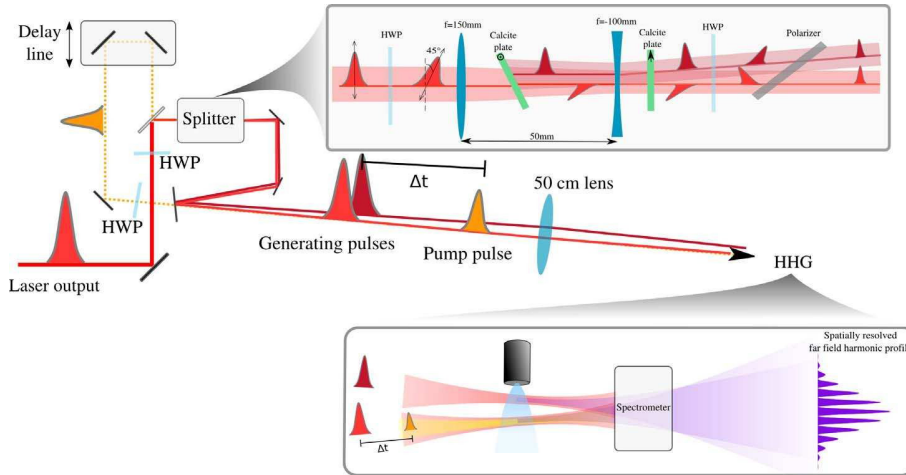 Delay
line
Splitter
HWP
HWP
Laser output
HWP
45°
f=150mm
Calcite
plate
f=-100mm
Calcite
plate
HWP
Polarizer
50mm
Δt
Generating pulses
Pump pulse
50 cm lens
HHG
Δt
Spectrometer
Spatially resolved
far field harmonic profil